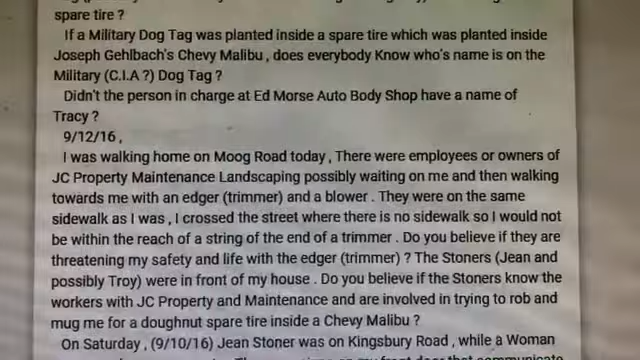 spare tire ?
If a Military Dog Tag was planted inside a spare tire which was planted inside
Joseph Gehlbach's Chevy Malibu , does everybody Know who's name is on the
Military (C.I.A ?) Dog Tag ?
Didn't the person in charge at Ed Morse Auto Body Shop have a name of
Tracy ?
9/12/16 ,
I was walking home on Moog Road today , There were employees or owners of
JC Property Maintenance Landscaping possibly waiting on me and then walking
towards me with an edger (trimmer) and a blower . They were on the same
sidewalk as I was , I crossed the street where there is no sidewalk so I would not
be within the reach of a string of the end of a trimmer . Do you believe if they are
threatening my safety and life with the edger (trimmer) ? The Stoners (Jean and
possibly Troy) were in front of my house . Do you believe if the Stoners know the
workers with JC Property and Maintenance and are involved in trying to rob and
mug me for a doughnut spare tire inside a Chevy Malibu ?
On Saturday , (9/10/16) Jean Stoner was on Kingsbury Road , while a Woman